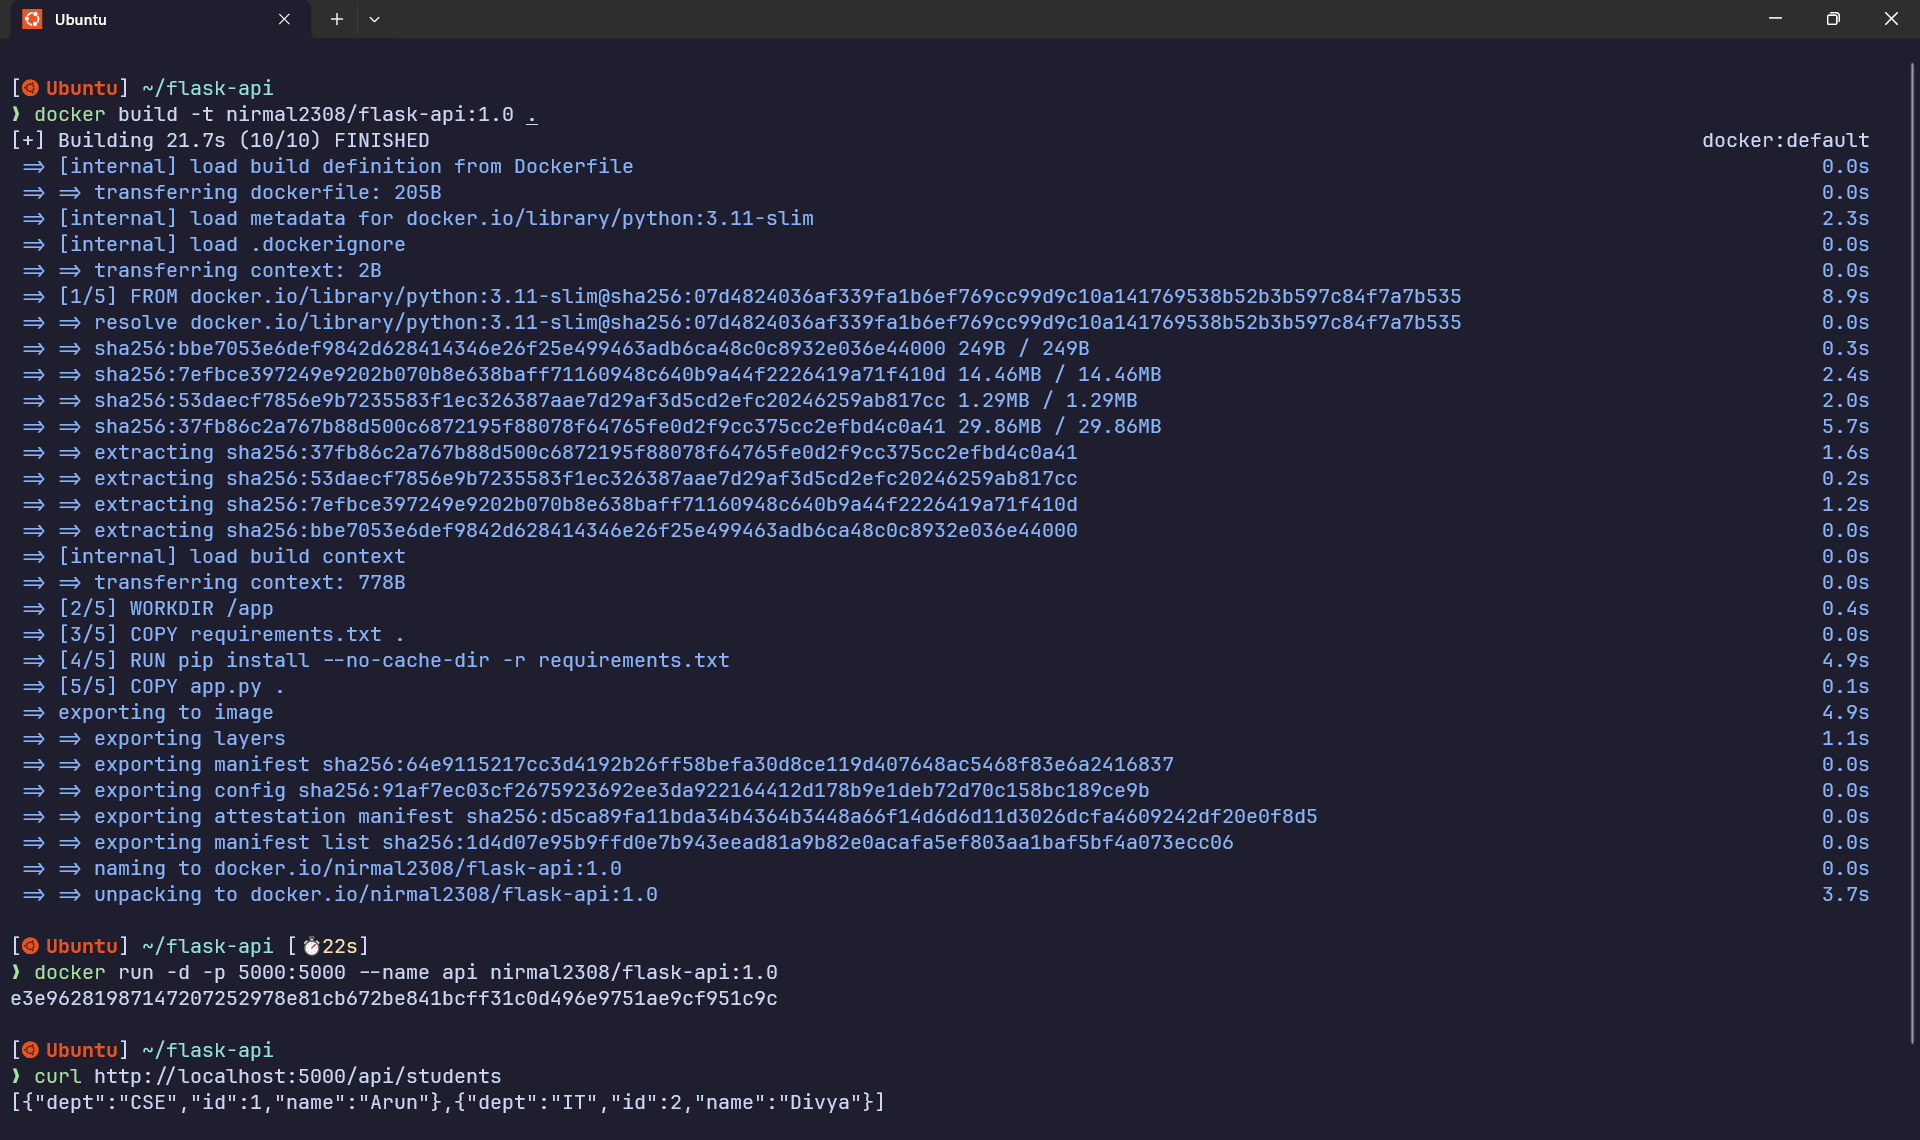 Ubuntu
[Ubuntu] ~/flask-api
❱ docker build -t nirmal2308/flask-api:1.0 .
[+] Building 21.7s (10/10) FINISHED docker:default
=> [internal] load build definition from Dockerfile 0.0s
=> => transferring dockerfile: 205B 0.0s
=> [internal] load metadata for docker.io/library/python:3.11-slim 2.3s
=> [internal] load .dockerignore 0.0s
=> => transferring context: 2B 0.0s
=> [1/5] FROM docker.io/library/python:3.11-slim@sha256:07d4824036af339fa1b6ef769cc99d9c10a141769538b52b3b597c84f7a7b535 8.9s
=> => resolve docker.io/library/python:3.11-slim@sha256:07d4824036af339fa1b6ef769cc99d9c10a141769538b52b3b597c84f7a7b535 0.0s
=> => sha256:bbe7053e6def9842d628414346e26f25e499463adb6ca48c0c8932e036e44000 249B / 249B 0.3s
=> => sha256:7efbce397249e9202b070b8e638baff71160948c640b9a44f2226419a71f410d 14.46MB / 14.46MB 2.4s
=> => sha256:53daecf7856e9b7235583f1ec326387aae7d29af3d5cd2efc20246259ab817cc 1.29MB / 1.29MB 2.0s
=> => sha256:37fb86c2a767b88d500c6872195f88078f64765fe0d2f9cc375cc2efbd4c0a41 29.86MB / 29.86MB 5.7s
=> => extracting sha256:37fb86c2a767b88d500c6872195f88078f64765fe0d2f9cc375cc2efbd4c0a41 1.6s
=> => extracting sha256:53daecf7856e9b7235583f1ec326387aae7d29af3d5cd2efc20246259ab817cc 0.2s
=> => extracting sha256:7efbce397249e9202b070b8e638baff71160948c640b9a44f2226419a71f410d 1.2s
=> => extracting sha256:bbe7053e6def9842d628414346e26f25e499463adb6ca48c0c8932e036e44000 0.0s
=> [internal] load build context 0.0s
=> => transferring context: 778B 0.0s
=> [2/5] WORKDIR /app 0.4s
=> [3/5] COPY requirements.txt . 0.0s
=> [4/5] RUN pip install --no-cache-dir -r requirements.txt 4.9s
=> [5/5] COPY app.py . 0.1s
=> exporting to image 4.9s
=> => exporting layers 1.1s
=> => exporting manifest sha256:64e9115217cc3d4192b26ff58befa30d8ce119d407648ac5468f83e6a2416837 0.0s
=> => exporting config sha256:91af7ec03cf2675923692ee3da922164412d178b9e1deb72d70c158bc189ce9b 0.0s
=> => exporting attestation manifest sha256:d5ca89fa11bda34b4364b3448a66f14d6d6d11d3026dcfa4609242df20e0f8d5 0.0s
=> => exporting manifest list sha256:1d4d07e95b9ffd0e7b943eead81a9b82e0acafa5ef803aa1baf5bf4a073ecc06 0.0s
=> => naming to docker.io/nirmal2308/flask-api:1.0 0.0s
=> => unpacking to docker.io/nirmal2308/flask-api:1.0 3.7s
[Ubuntu] ~/flask-api [⏱22s]
❱ docker run -d -p 5000:5000 --name api nirmal2308/flask-api:1.0
e3e96281987147207252978e81cb672be841bcff31c0d496e9751ae9cf951c9c
[Ubuntu] ~/flask-api
❱ curl http://localhost:5000/api/students
[{"dept":"CSE","id":1,"name":"Arun"},{"dept":"IT","id":2,"name":"Divya"}]